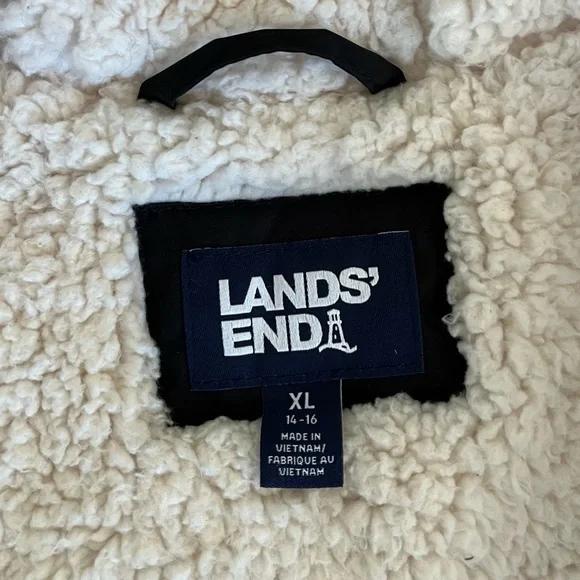 LANDS'
END
XL
14-16
MADE IN
VIETNAM/
FABRIQUE AU
VIETNAM